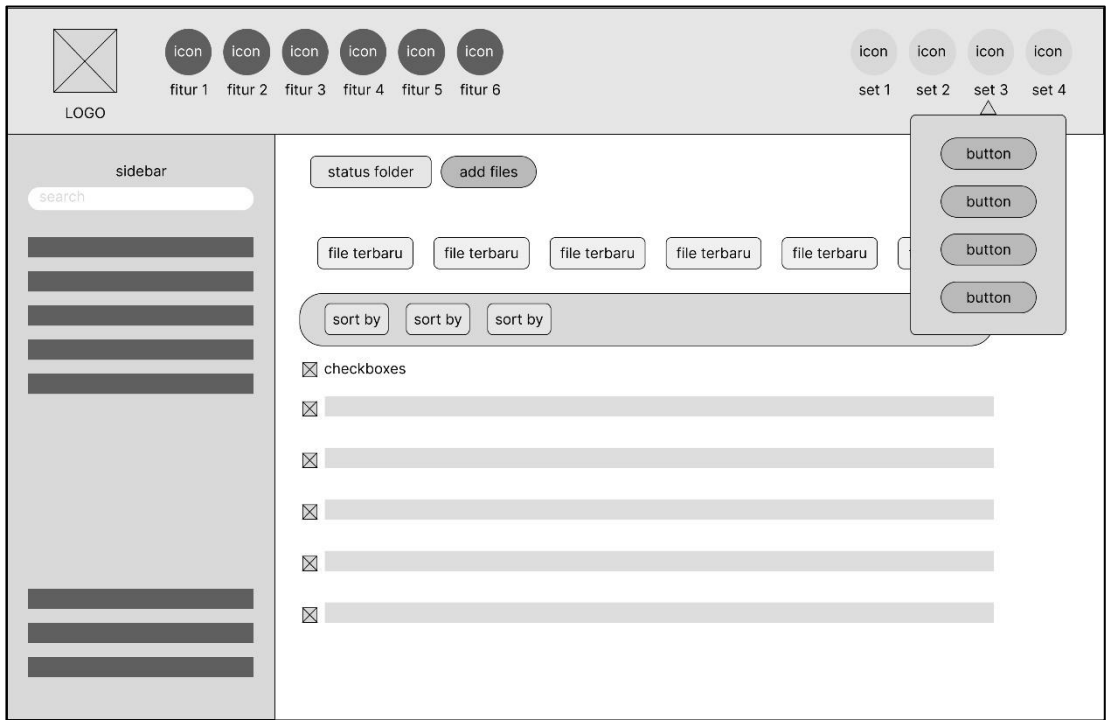 icon icon icon icon icon icon icon icon icon icon
fitur 1 fitur 2 fitur 3 fitur 4 fitur 5 fitur 6 set 1 set 2 set 3 set 4
LOGO
sidebar
search
status folder add files
file terbaru file terbaru file terbaru file terbaru file terbaru
sort by sort by sort by
checkboxes
button
button
button
button